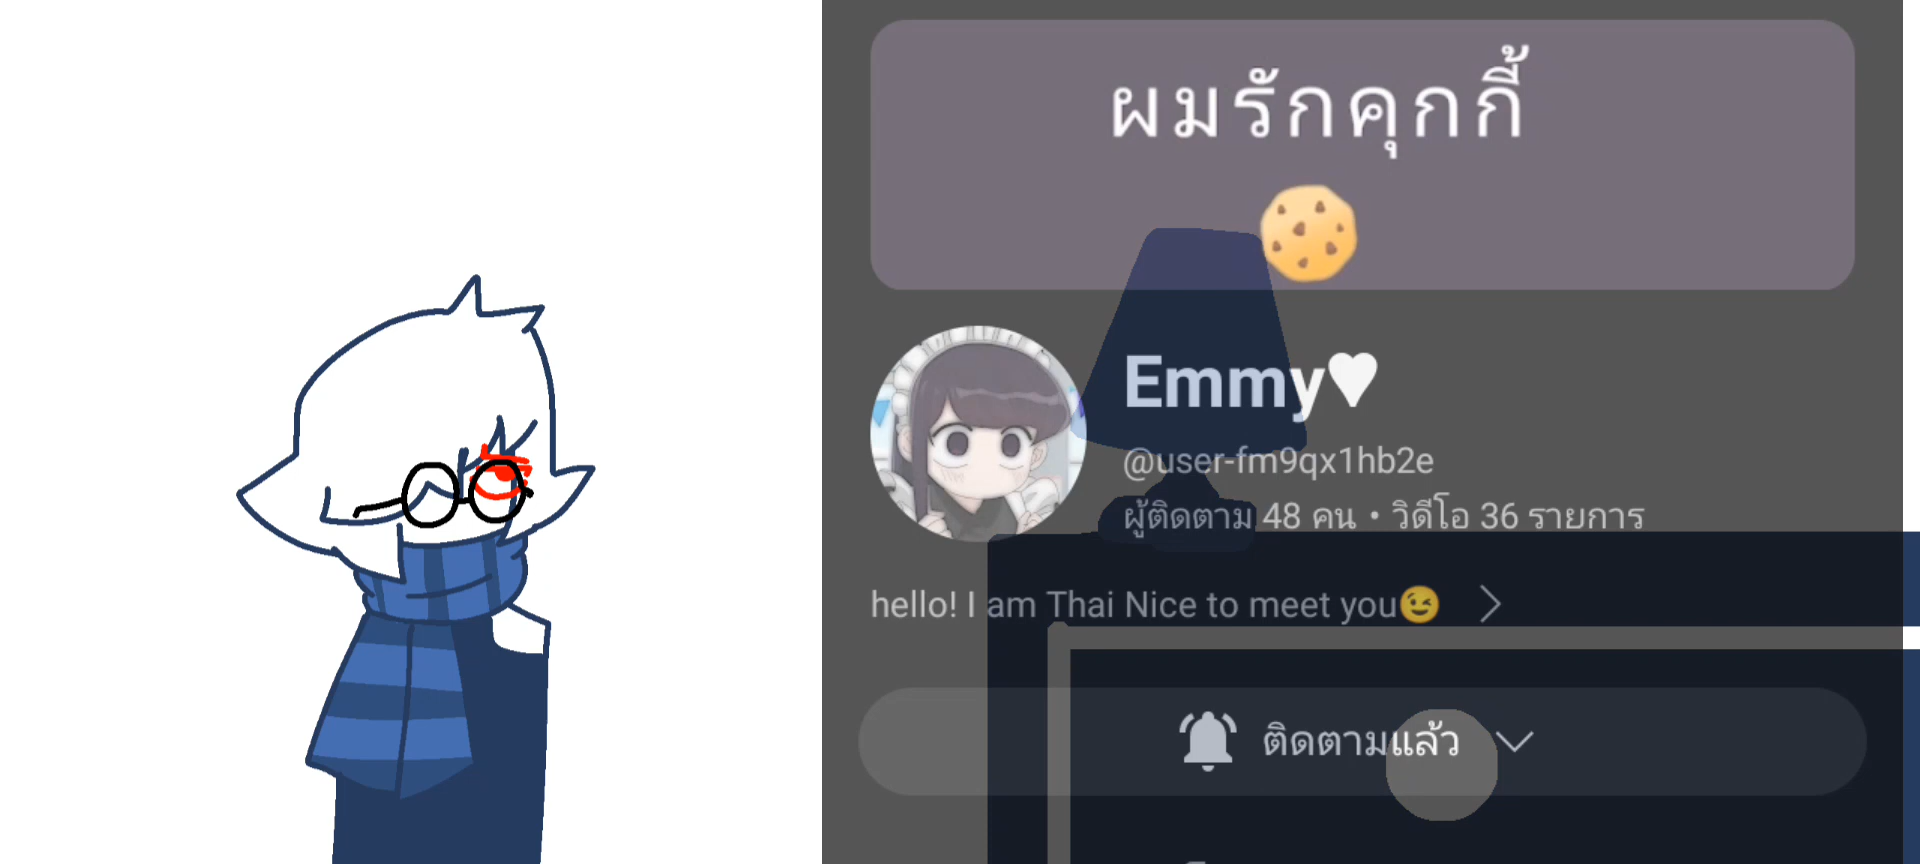 ผมรักคุกกี้
🍪
Emmy♥
@user-fm9qx1hb2e
ผู้ติดตาม 48 คน • วิดีโอ 36 รายการ
hello! I am Thai Nice to meet you😉
ติดตามแล้ว